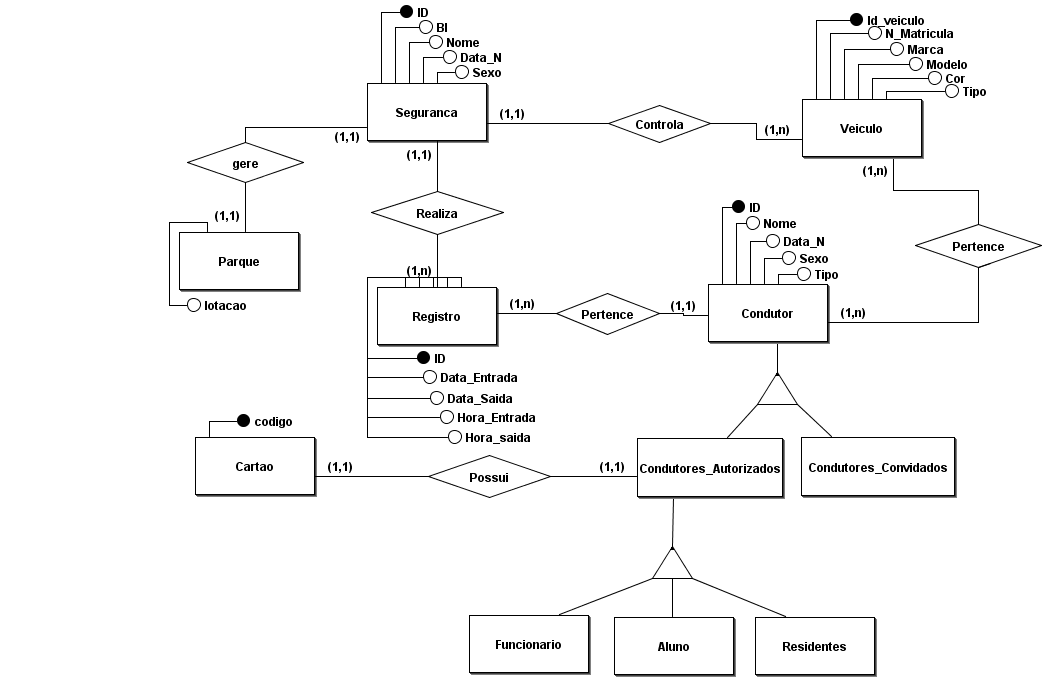 ID
BI
Nome
Data_N
Sexo
Seguranca
(1,1)
Controla
(1,n)
Id_veiculo
N_Matricula
Marca
Modelo
Cor
Tipo
Veiculo
(1,1)
gere
(1,1)
Parque
lotacao
(1,1)
Realiza
(1,n)
Registro
ID
Data_Entrada
Data_Saida
Hora_Entrada
Hora_saida
(1,n)
Pertence
(1,1)
ID
Nome
Data_N
Sexo
Tipo
Condutor
(1,n)
Pertence
(1,n)
codigo
Cartao
(1,1)
Possui
(1,1)
Condutores_Autorizados
Condutores_Convidados
Funcionario
Aluno
Residentes